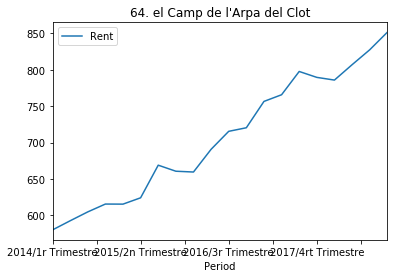 64. el Camp de l'Arpa del Clot
Rent
850
800
750
700
650
600
2014/1r Trimestre 2015/2n Trimestre 2016/3r Trimestre 2017/4rt Trimestre
Period